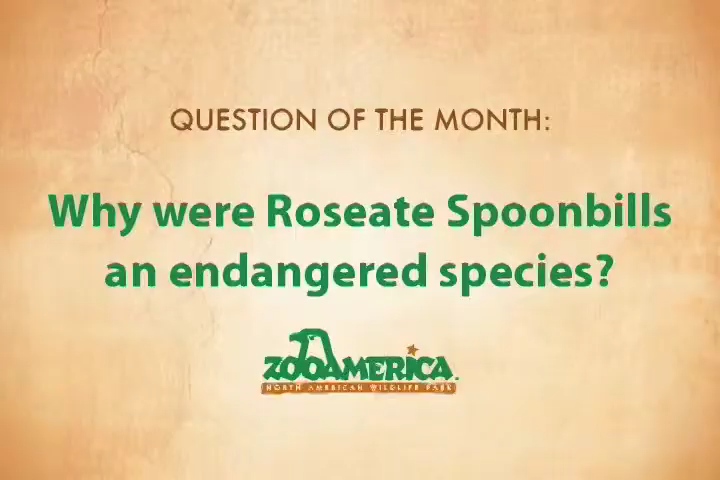 QUESTION OF THE MONTH:
Why were Roseate Spoonbills
an endangered species?
ZOOAMERICA
NORTH AMERICAN WILDLIFE PARK